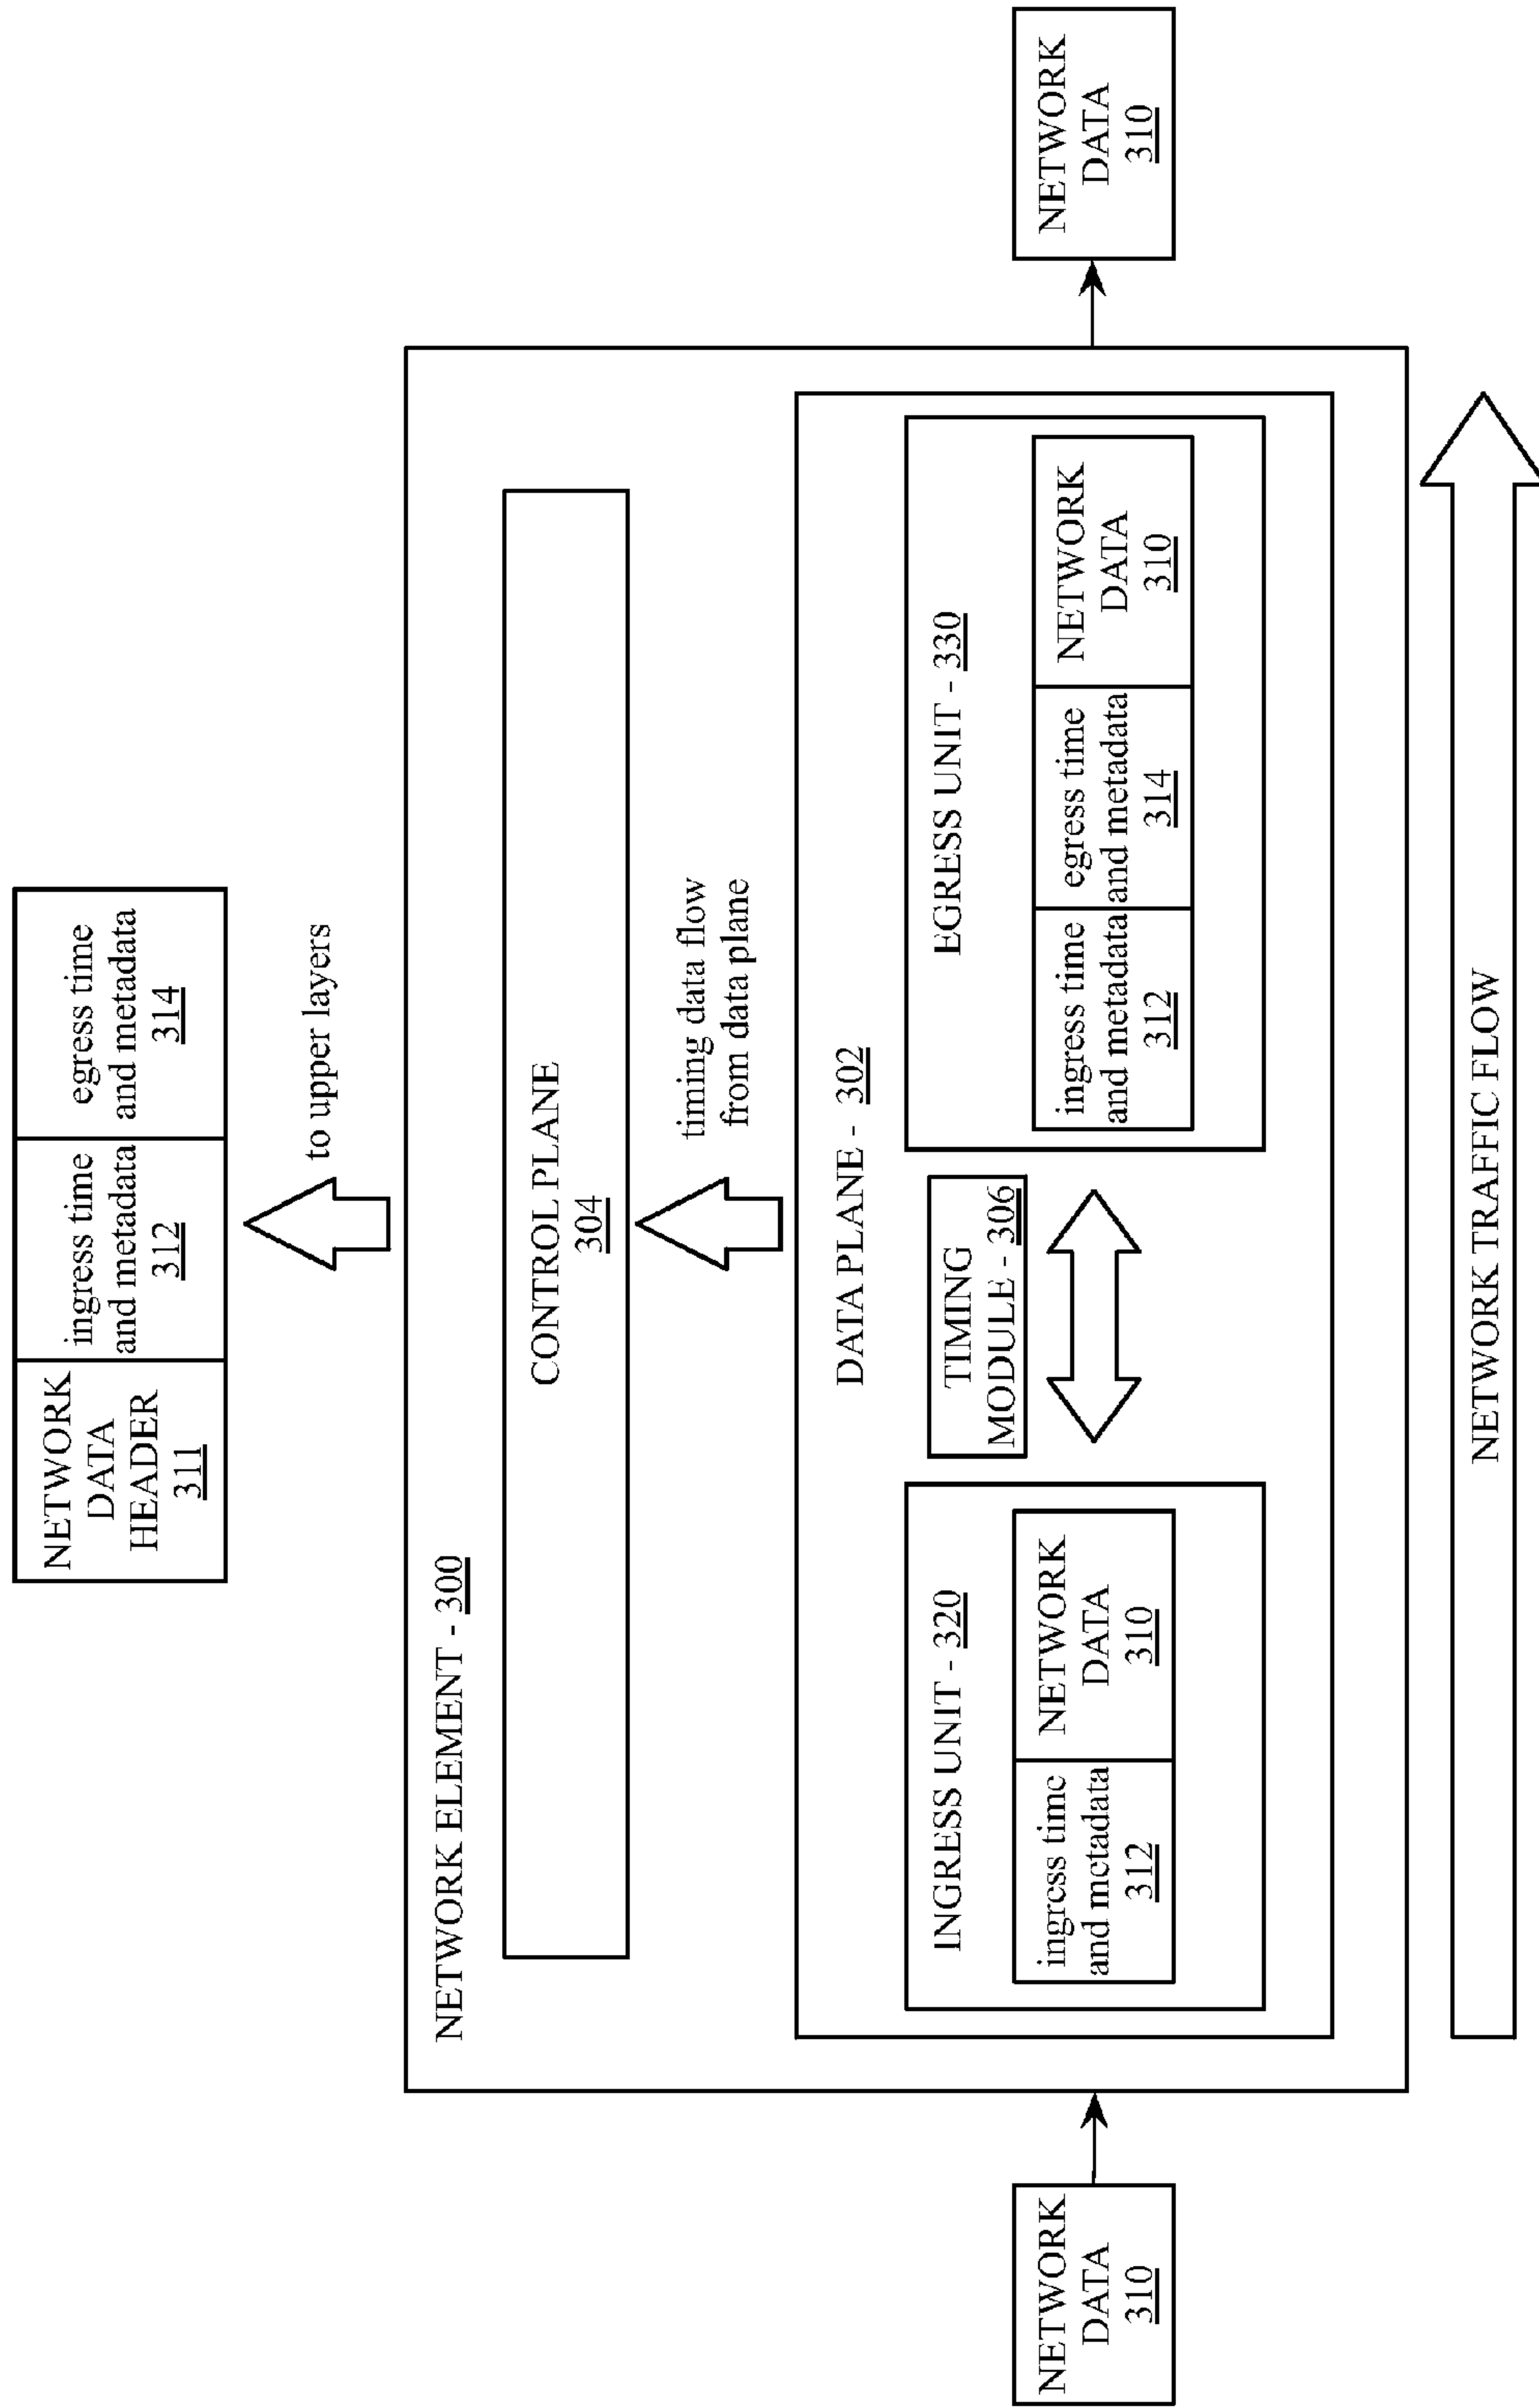 NETWORK
DATA
HEADER
311
ingress time
and metadata
312
egress time
and metadata
314
to upper layers
NETWORK ELEMENT - 300
CONTROL PLANE
304
timing data flow
from data plane
DATA PLANE - 302
INGRESS UNIT - 320
ingress time
and metadata
312
NETWORK
DATA
310
TIMING
MODULE - 306
EGRESS UNIT - 330
ingress time
and metadata
312
egress time
and metadata
314
NETWORK
DATA
310
NETWORK
DATA
310
NETWORK
DATA
310
NETWORK TRAFFIC FLOW